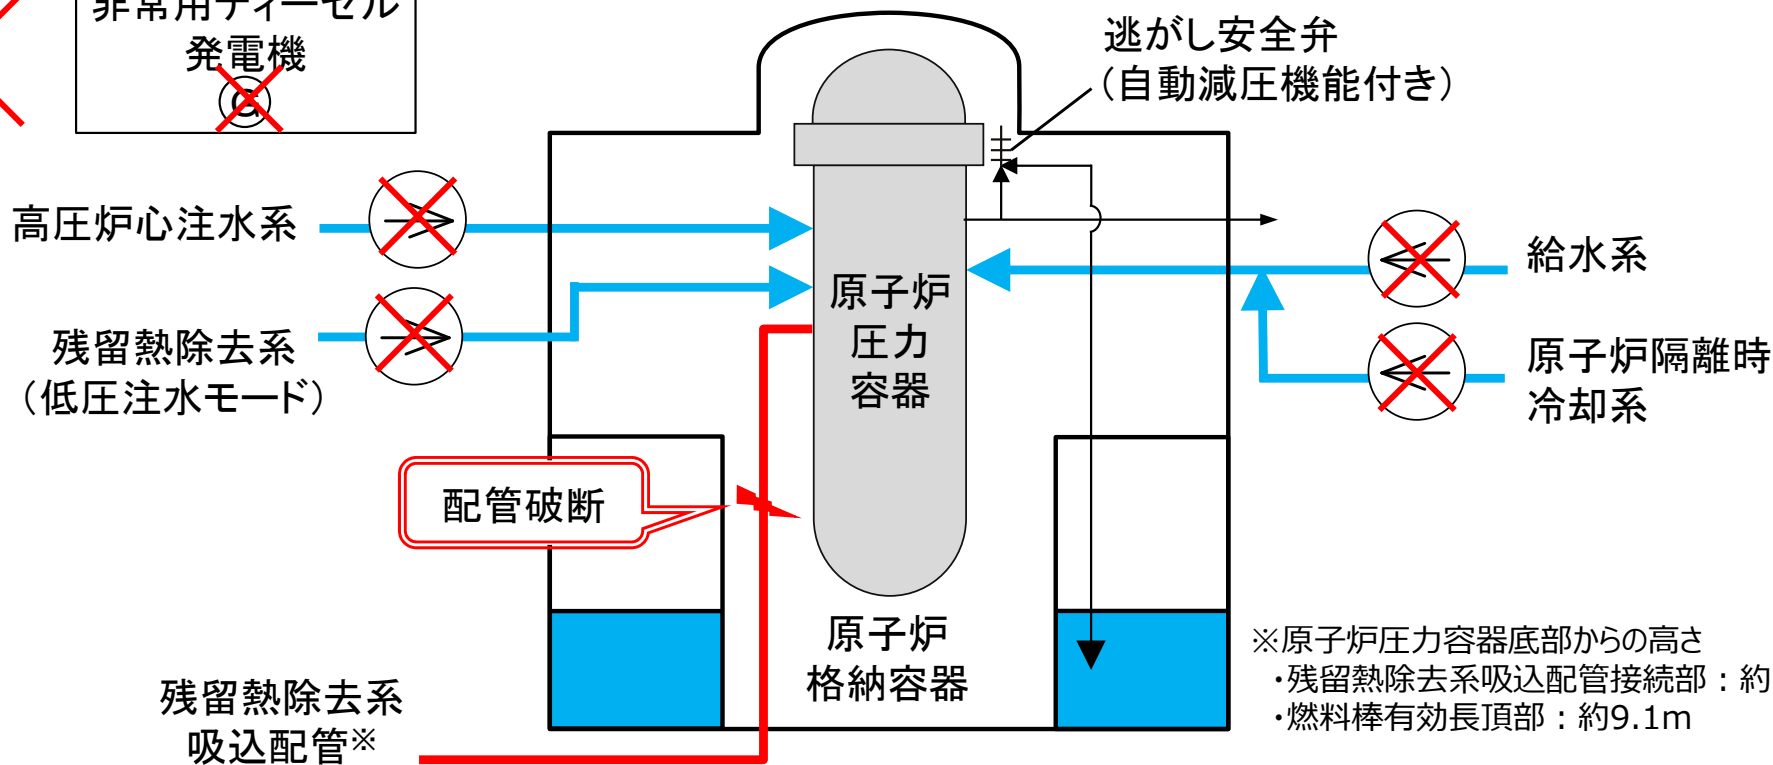 非常用ディーゼル
発電機
G
逃がし安全弁
（自動減圧機能付き）
高圧炉心注水系
残留熱除去系
（低圧注水モード）
原子炉
圧力
容器
給水系
原子炉隔離時
冷却系
配管破断
原子炉
格納容器
残留熱除去系
吸込配管※
※原子炉圧力容器底部からの高さ
・残留熱除去系吸込配管接続部：約
・燃料棒有効長頂部：約9.1m